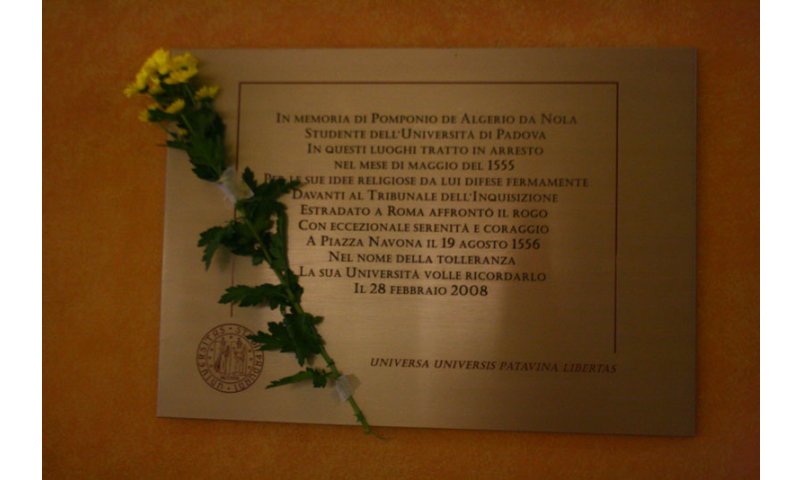 In memoria di Pomponio de Algerio da Nola
Studente dell'Università di Padova
In questi luoghi tratto in arresto
nel mese di maggio del 1555
Per le sue idee religiose da lui difese fermamente
Davanti al Tribunale dell'Inquisizione
Estradato a Roma affrontò il rogo
Con eccezionale serenità e coraggio
A Piazza Navona il 19 agosto 1556
Nel nome della tolleranza
La sua Università volle ricordarlo
Il 28 febbraio 2008
UNIVERSA UNIVERSIS PATAVINA LIBERTAS